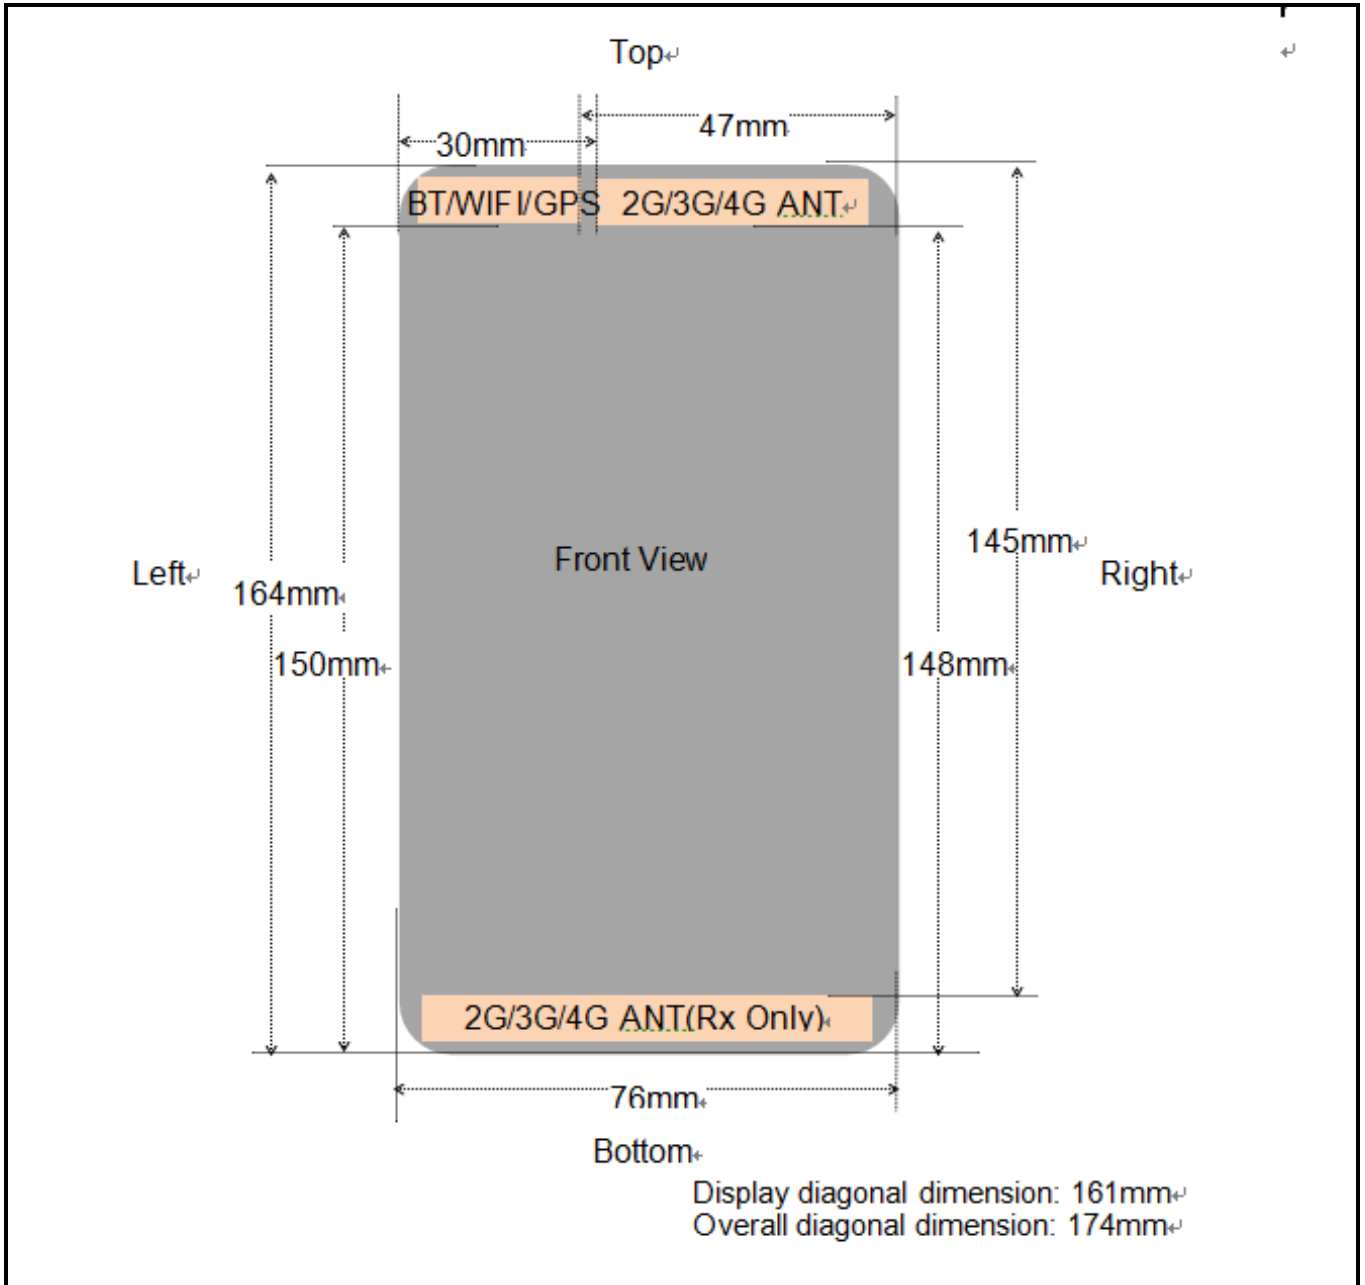 Top
47mm
30mm
BT/WIFI/GPS 2G/3G/4G ANT
145mm
Front View
Left
Right
164mm
150mm
148mm
2G/3G/4G ANT(Rx Only)
76mm
Bottom
Display diagonal dimension: 161mm
Overall diagonal dimension: 174mm